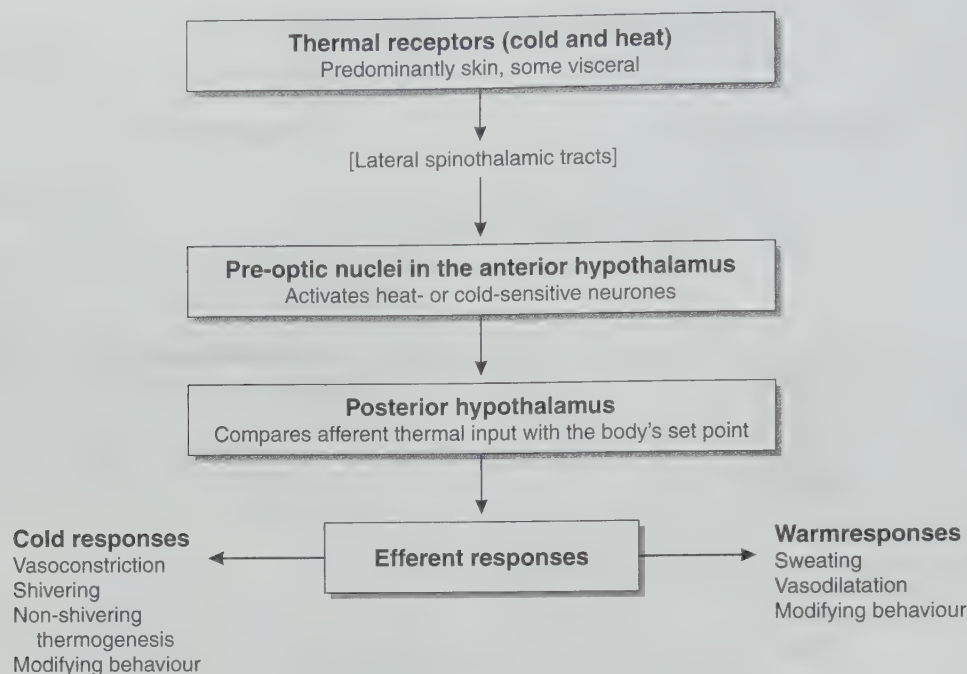 Thermal receptors (cold and heat)
Predominantly skin, some visceral
[Lateral spinothalamic tracts]
Pre-optic nuclei in the anterior hypothalamus
Activates heat- or cold-sensitive neurones
Posterior hypothalamus
Compares afferent thermal input with the body's set point
Efferent responses
Cold responses
Vasoconstriction
Shivering
Non-shivering
thermogenesis
Modifying behaviour
Warmresponses
Sweating
Vasodilatation
Modifying behaviour